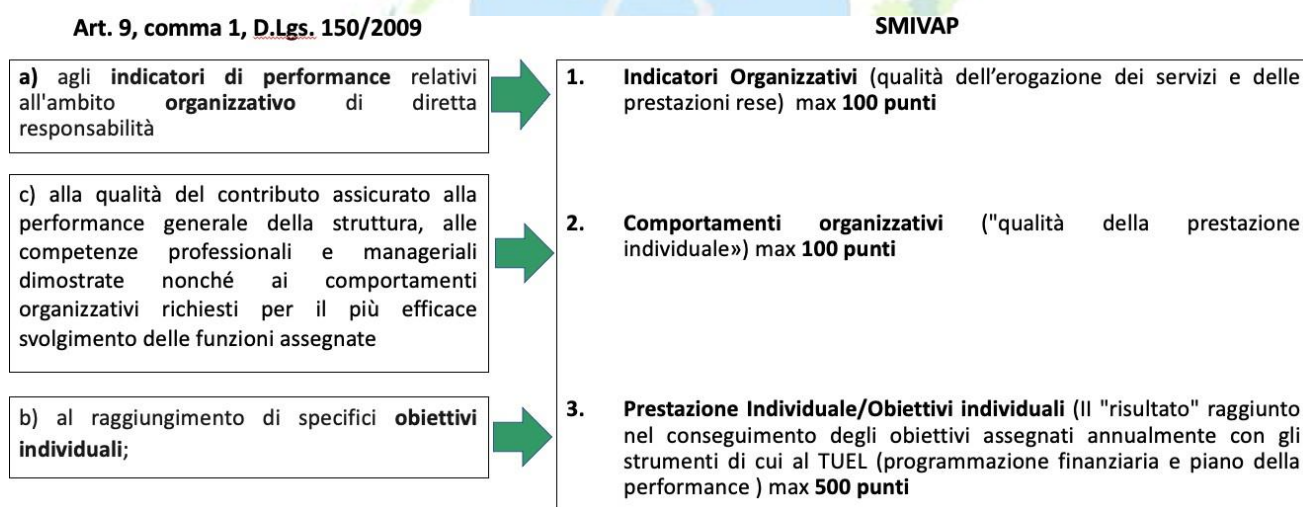 Art. 9, comma 1, D.Lgs. 150/2009
SMIVAP
a) agli indicatori di performance relativi
all'ambito organizzativo di diretta
responsabilità
1. Indicatori Organizzativi (qualità dell’erogazione dei servizi e delle
prestazioni rese) max 100 punti
c) alla qualità del contributo assicurato alla
performance generale della struttura, alle
competenze professionali e manageriali
dimostrate nonché ai comportamenti
organizzativi richiesti per il più efficace
svolgimento delle funzioni assegnate
2. Comportamenti organizzativi ("qualità della prestazione
individuale») max 100 punti
b) al raggiungimento di specifici obiettivi
individuali;
3. Prestazione Individuale/Obiettivi individuali (Il "risultato" raggiunto
nel conseguimento degli obiettivi assegnati annualmente con gli
strumenti di cui al TUEL (programmazione finanziaria e piano della
performance ) max 500 punti